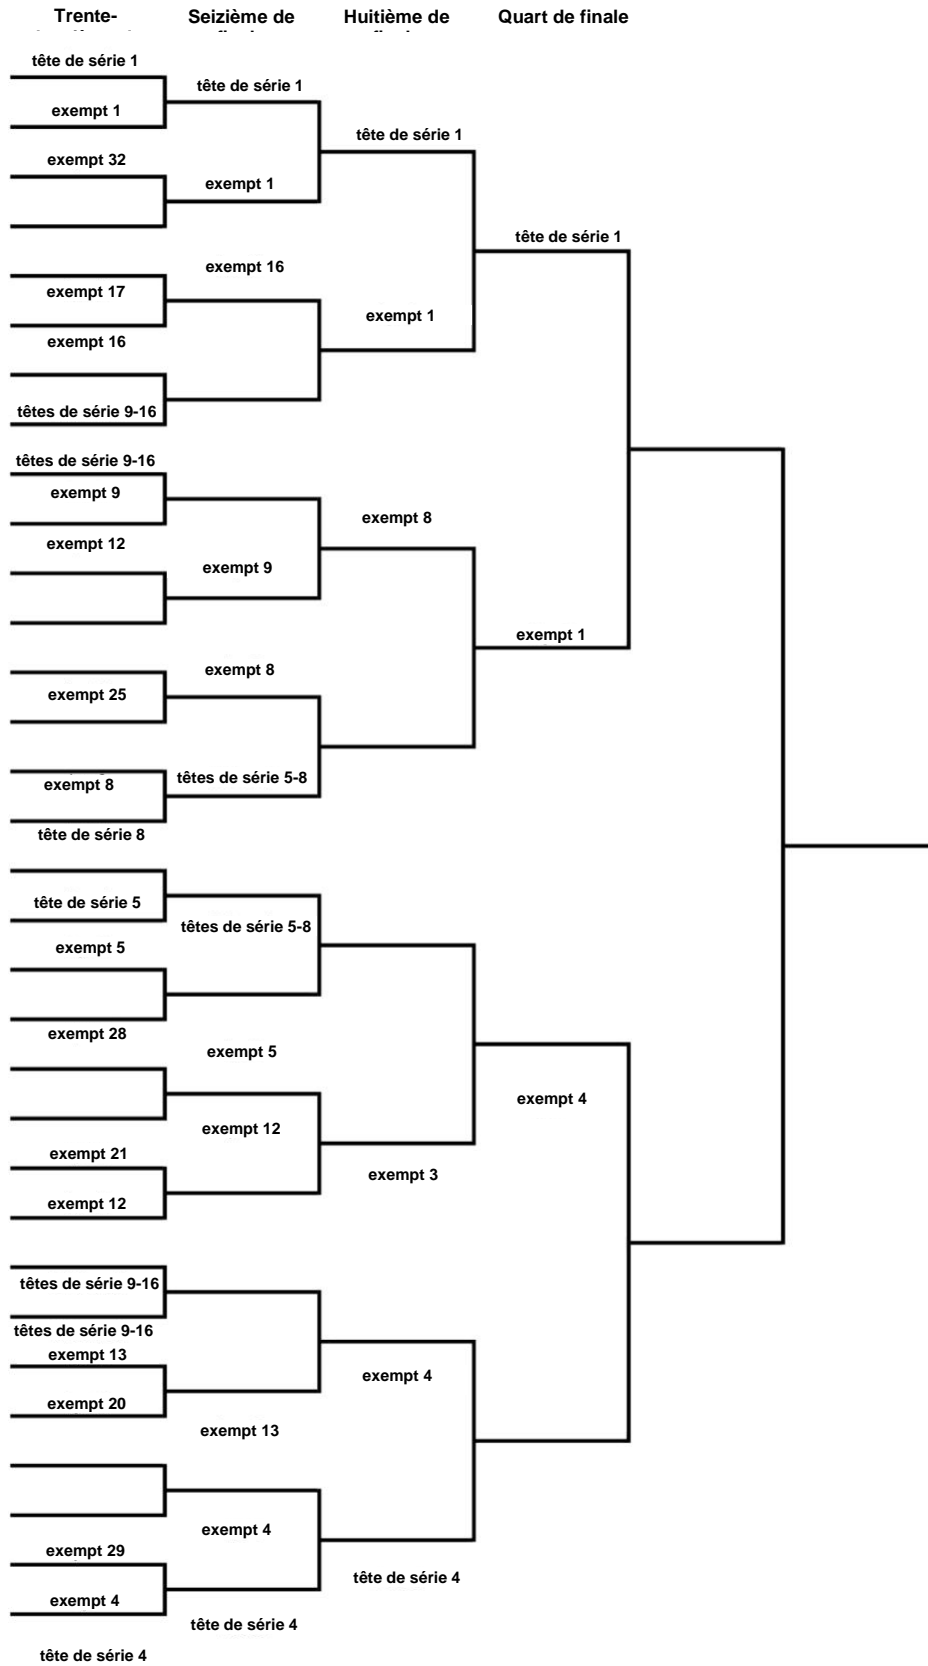 Trente-
Seizième de
Huitième de
Quart de finale
tête de série 1
exempt 1
exempt 32
exempt 17
exempt 16
têtes de série 9-16
têtes de série 9-16
exempt 9
exempt 12
exempt 25
exempt 8
tête de série 8
tête de série 5
exempt 5
exempt 28
exempt 21
exempt 12
têtes de série 9-16
têtes de série 9-16
exempt 13
exempt 20
exempt 29
exempt 4
tête de série 4
tête de série 1
exempt 1
exempt 16
exempt 9
exempt 8
têtes de série 5-8
têtes de série 5-8
exempt 5
exempt 12
exempt 13
exempt 4
tête de série 4
tête de série 1
exempt 1
exempt 8
exempt 3
exempt 4
tête de série 4
tête de série 1
exempt 1
exempt 4